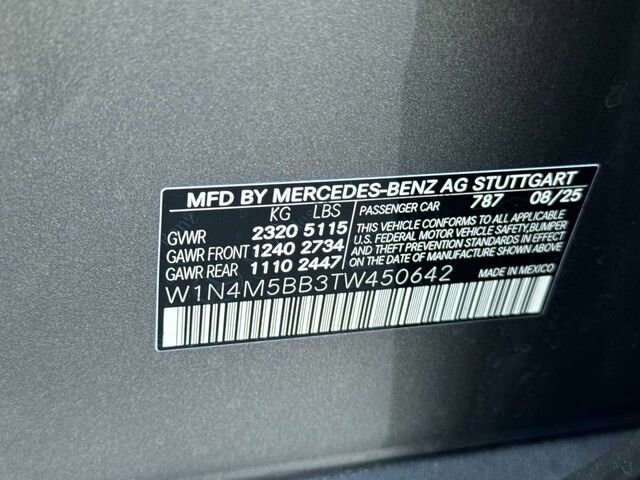 MFD BY MERCEDES-BENZ AG STUTTGART
KG LBS
GVWR 2320 5115
GAWR FRONT 1240 2734
GAWR REAR 1110 2447
PASSENGER CAR 787 08/25
THIS VEHICLE CONFORMS TO ALL APPLICABLE
U.S. FEDERAL MOTOR VEHICLE SAFETY, BUMPER
AND THEFT PREVENTION STANDARDS IN EFFECT ON
THE DATE OF MANUFACTURE SHOWN ABOVE.
W1N4M5BB3TW450642
MADE IN MEXICO